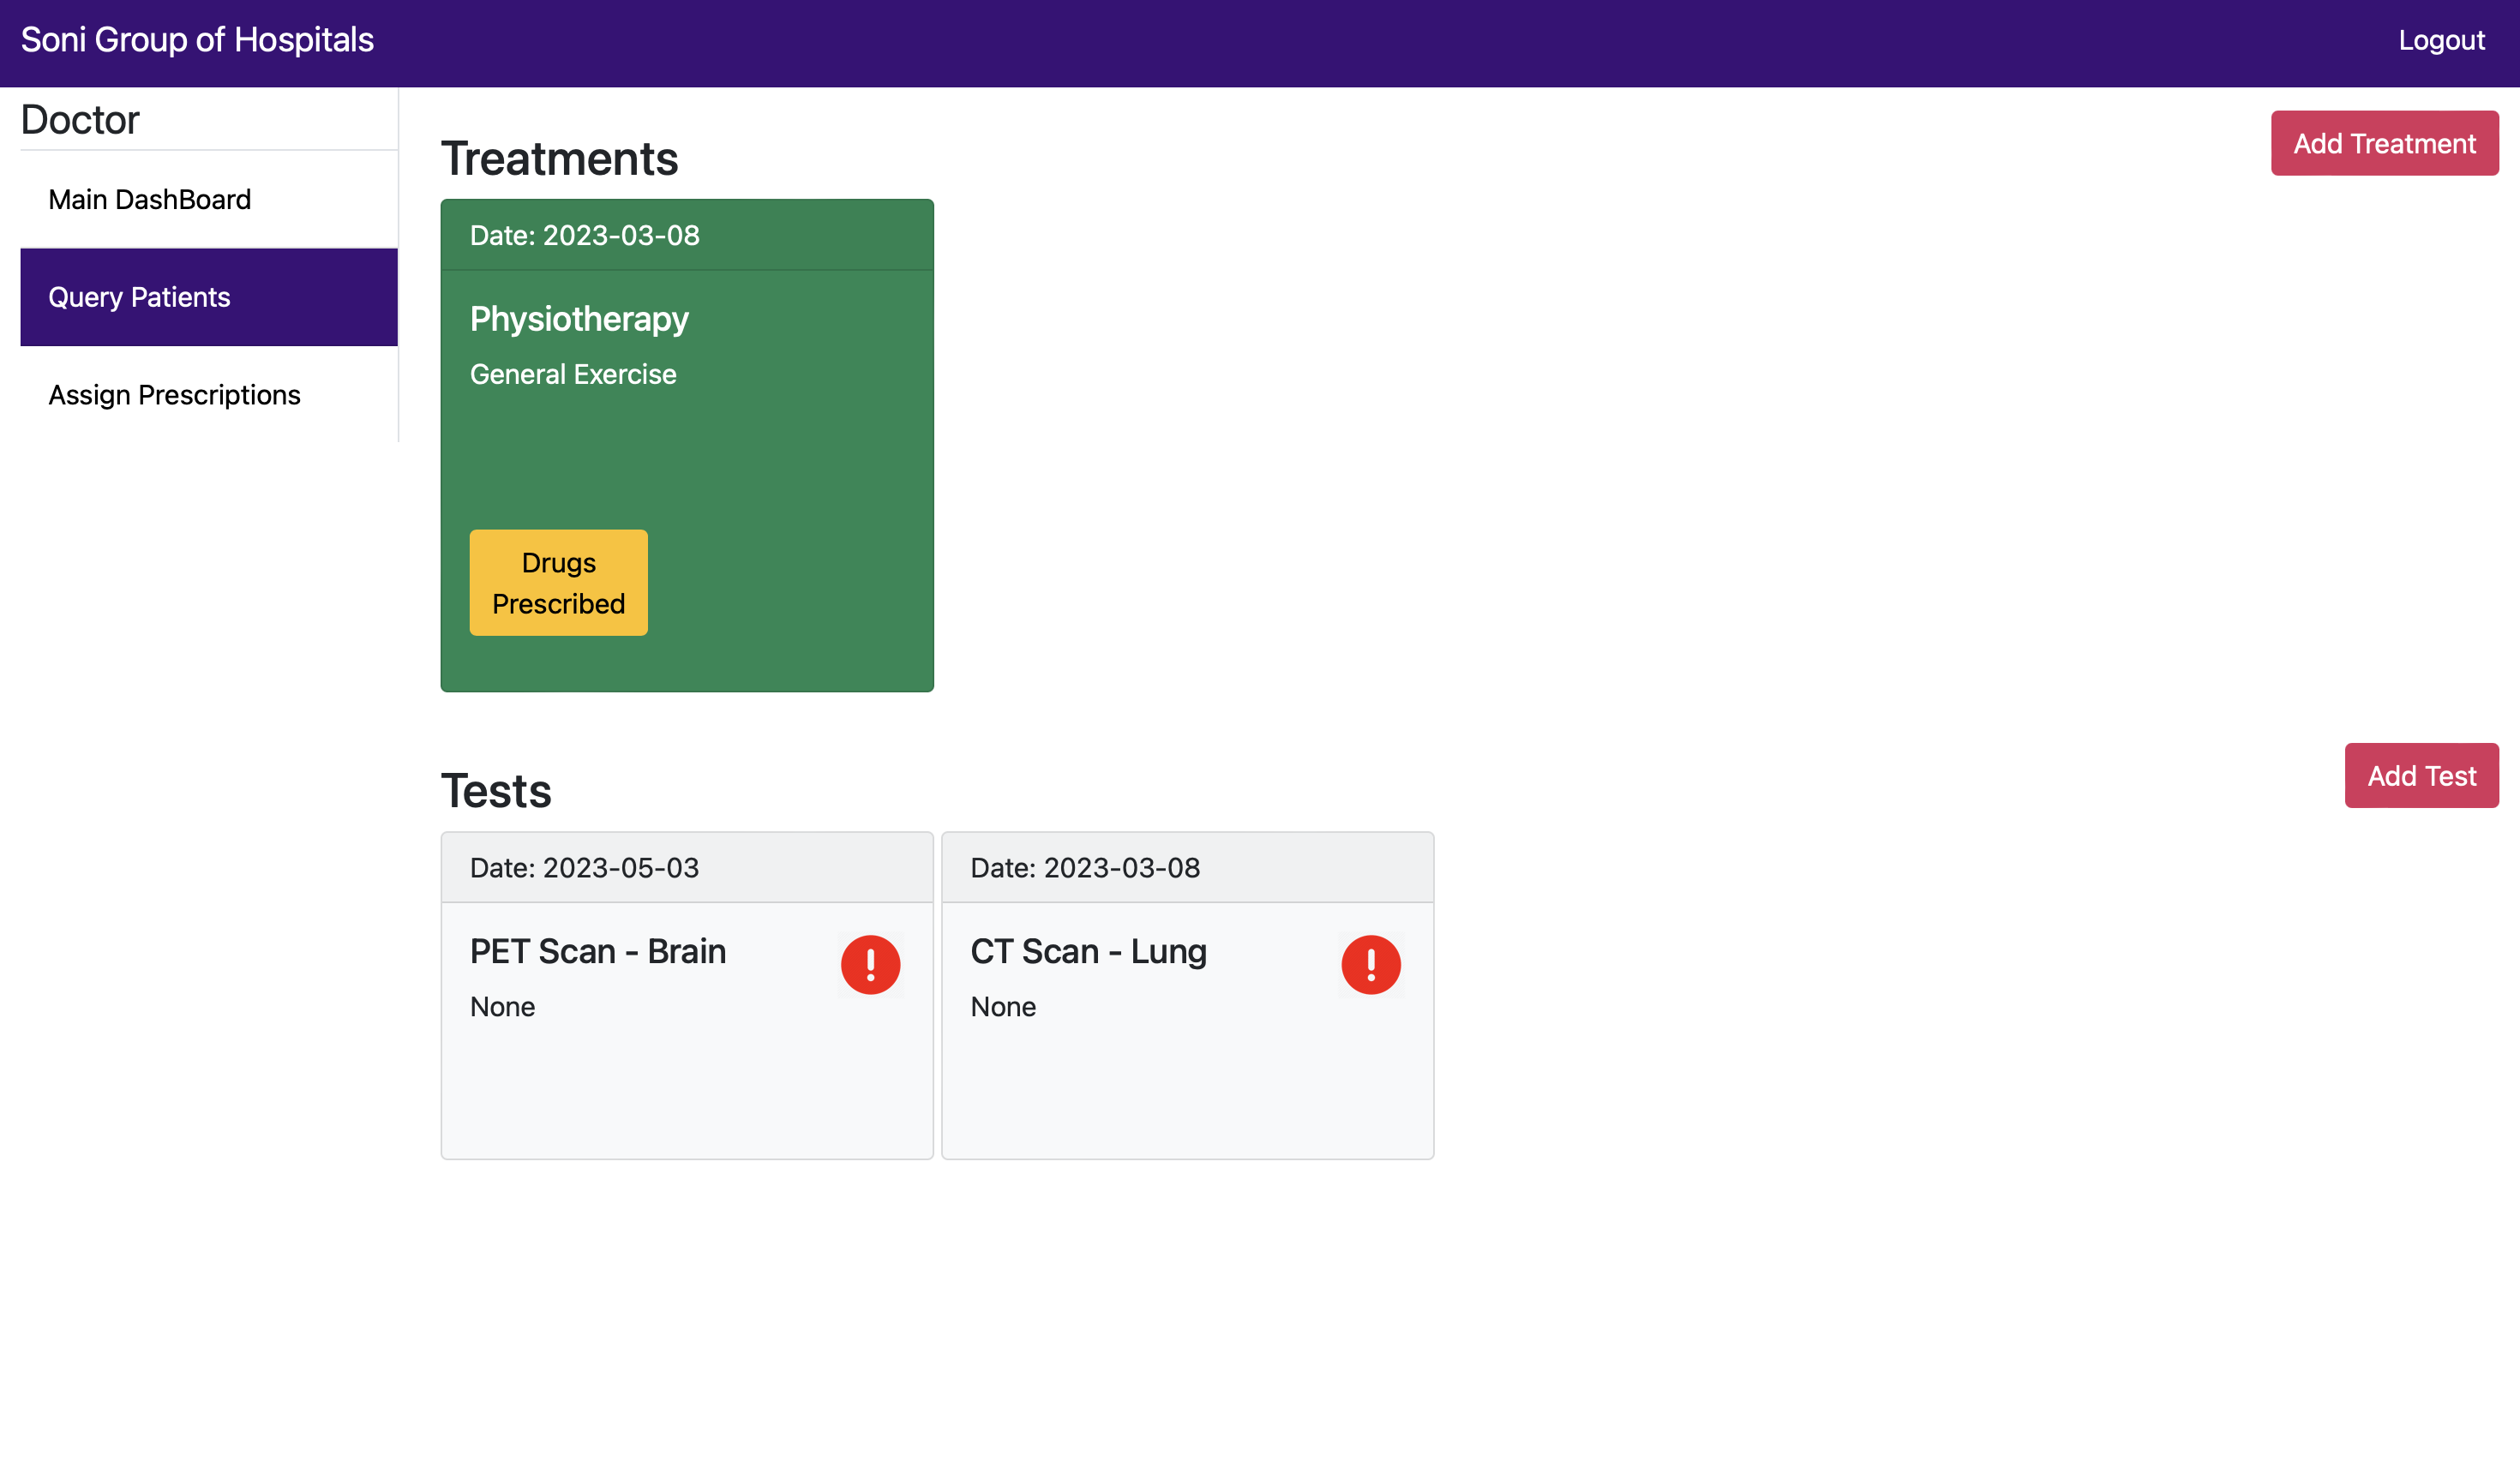 Soni Group of Hospitals
Logout
Doctor
Main DashBoard
Query Patients
Assign Prescriptions
Treatments
Add Treatment
Date: 2023-03-08
Physiotherapy
General Exercise
Drugs
Prescribed
Tests
Add Test
Date: 2023-05-03
PET Scan - Brain
None
Date: 2023-03-08
CT Scan - Lung
None